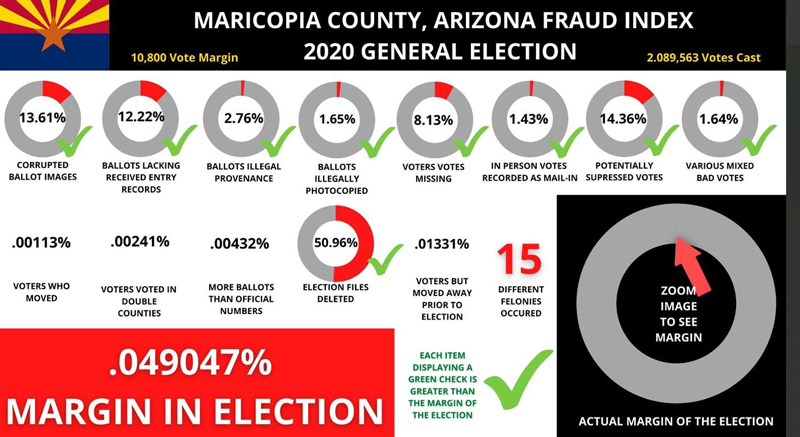 MARICOPIA COUNTY, ARIZONA FRAUD INDEX
2020 GENERAL ELECTION
10,800 Vote Margin
2.089,563 Votes Cast
13.61%
12.22%
2.76%
1.65%
8.13%
1.43%
14.36%
1.64%
CORRUPTED
BALLOT IMAGES
BALLOTS LACKING
RECEIVED ENTRY
RECORDS
BALLOTS ILLEGAL
PROVENANCE
BALLOTS
ILLEGALLY
PHOTOCOPIED
VOTERS VOTES
MISSING
IN PERSON VOTES
RECORDED AS MAIL-IN
POTENTIALLY
SUPRESSED VOTES
VARIOUS MIXED
BAD VOTES
.00113%
.00241%
.00432%
50.96%
.01331%
15
VOTERS WHO
MOVED
VOTERS VOTED IN
DOUBLE
COUNTIES
MORE BALLOTS
THAN OFFICIAL
NUMBERS
ELECTION FILES
DELETED
VOTERS BUT
MOVED AWAY
PRIOR TO
ELECTION
DIFFERENT
FELONIES
OCCURED
ZOOM
IMAGE
TO SEE
MARGIN
.049047%
MARGIN IN ELECTION
EACH ITEM
DISPLAYING A
GREEN CHECK IS
GREATER THAN
THE MARGIN OF
THE ELECTION
ACTUAL MARGIN OF THE ELECTION